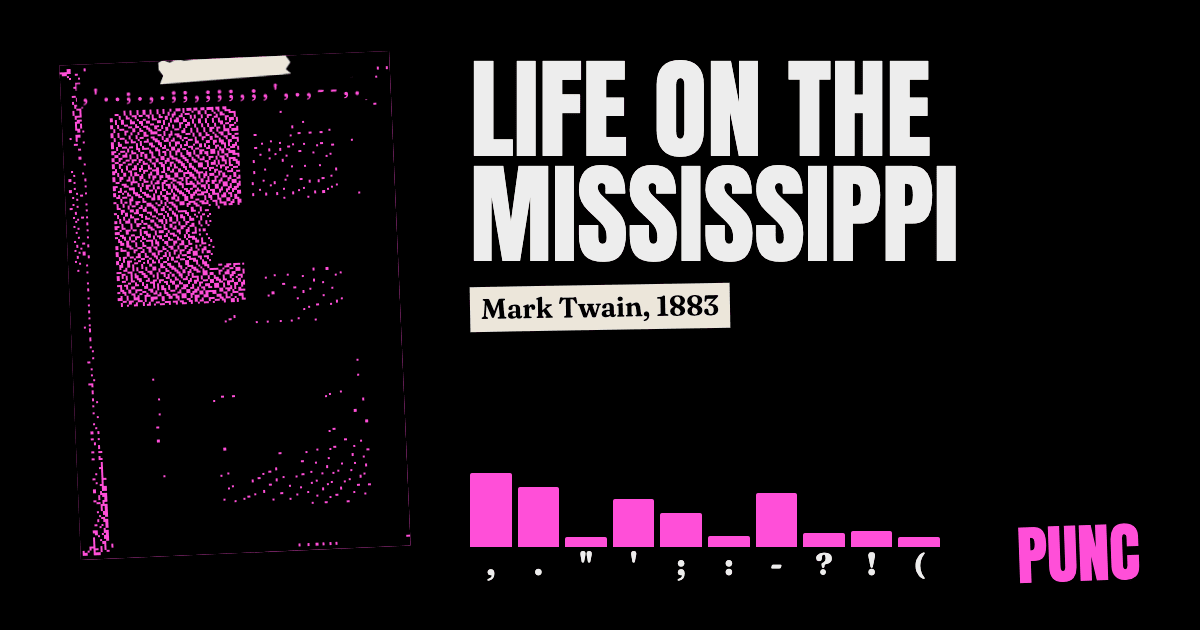 LIFE ON THE
MISSISSIPPI
Mark Twain, 1883
, . " ' ; : - ? ! (
PUNC